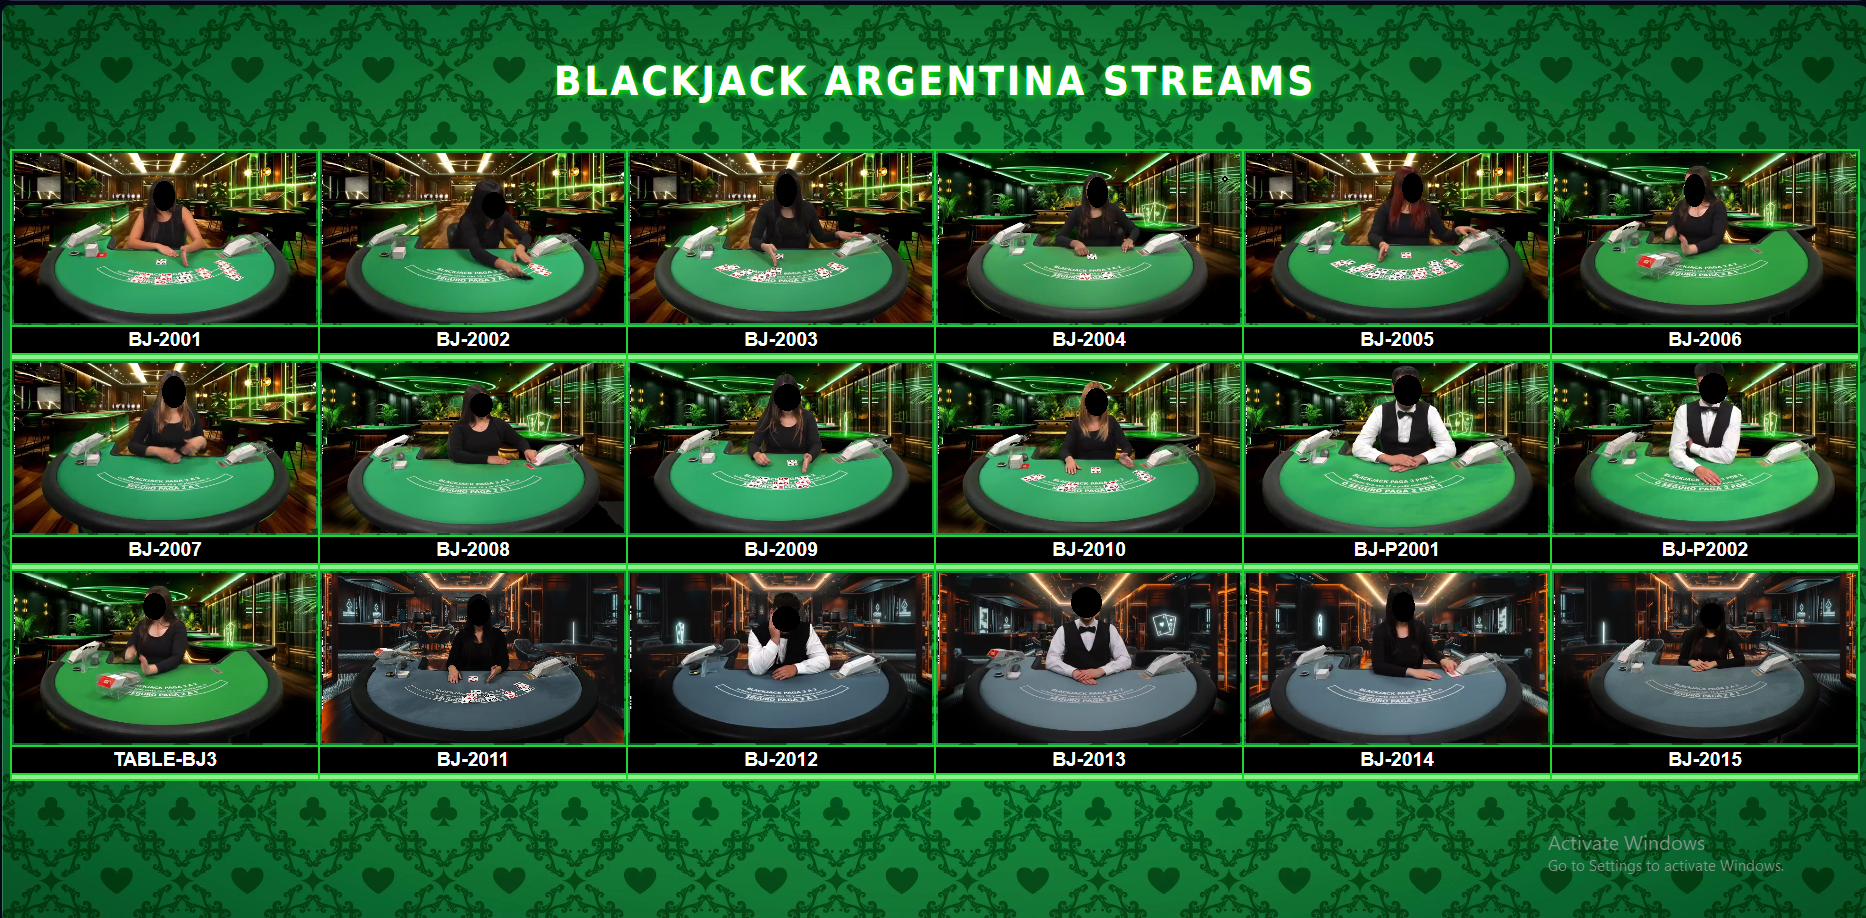 BLACKJACK ARGENTINA STREAMS
BJ-2001
BJ-2002
BJ-2003
BJ-2004
BJ-2005
BJ-2006
BJ-2007
BJ-2008
BJ-2009
BJ-2010
BJ-P2001
BJ-P2002
TABLE-BJ3
BJ-2011
BJ-2012
BJ-2013
BJ-2014
BJ-2015
Activate Windows
Go to Settings to activate Windows.